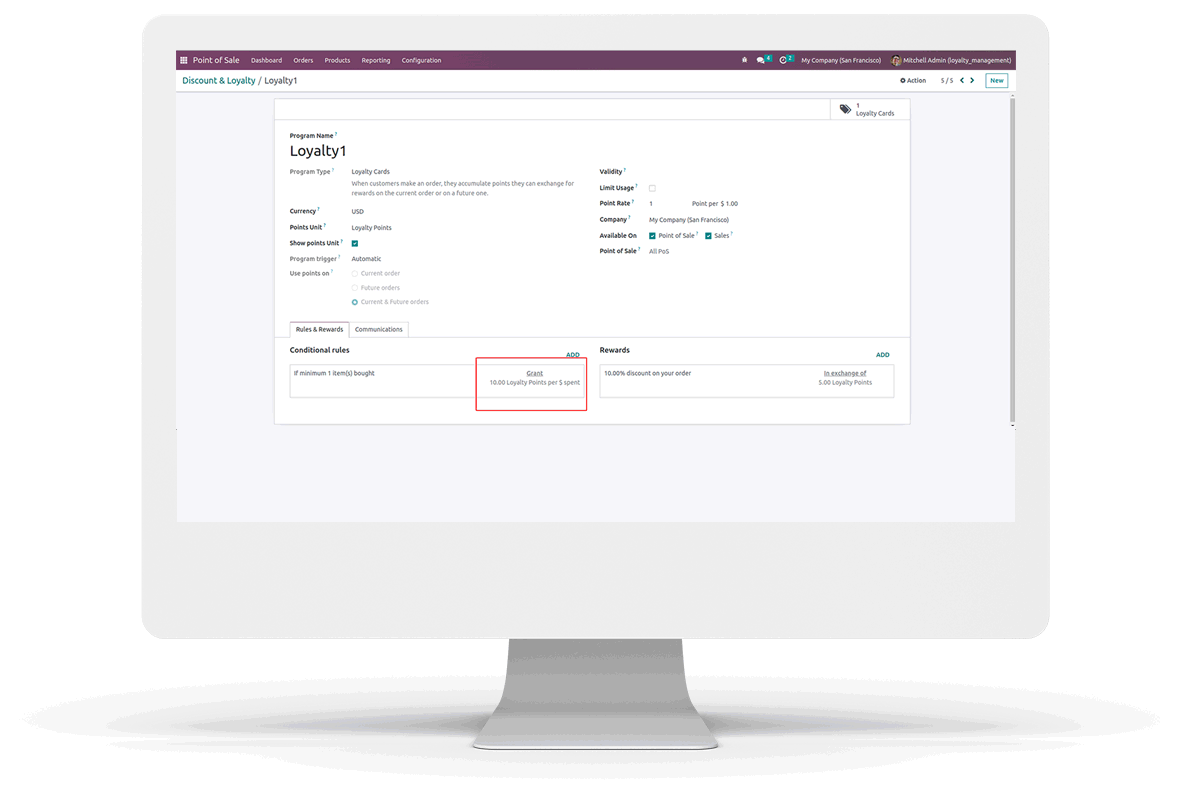 Point of Sale Dashboard Orders Products Reporting Configuration 4 2 My Company (San Francisco) Mitchell Admin (loyalty_management)
Discount & Loyalty / Loyalty1 Action 5 / 5 New
1
Loyalty Cards
Program Name ?
Loyalty1
Program Type ? Loyalty Cards
When customers make an order, they accumulate points they can exchange for
rewards on the current order or on a future one.
Currency ? USD
Points Unit ? Loyalty Points
Show points Unit ?
Program trigger ? Automatic
Use points on ? Current order
Future orders
Current & Future orders
Validity ?
Limit Usage ?
Point Rate ? 1 Point per $ 1.00
Company ? My Company (San Francisco)
Available On Point of Sale ? Sales ?
Point of Sale ? All PoS
Rules & Rewards Communications
Conditional rules ADD
If minimum 1 item(s) bought Grant
10.00 Loyalty Points per $ spent
Rewards ADD
10.00% discount on your order In exchange of
5.00 Loyalty Points